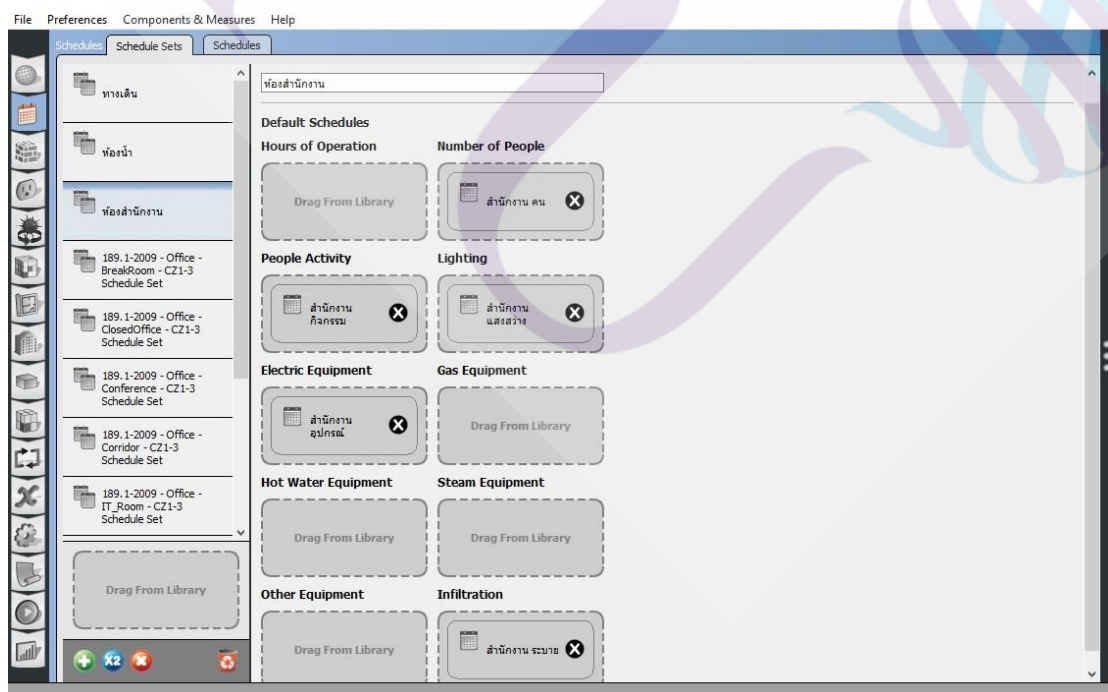 File Preferences Components & Measures Help
Schedules Schedule Sets Schedules
ทางเดิน
ห้องน้ำ
ห้องสำนักงาน
189.1-2009 - Office -
BreakRoom - CZ1-3
Schedule Set
189.1-2009 - Office -
ClosedOffice - CZ1-3
Schedule Set
189.1-2009 - Office -
Conference - CZ1-3
Schedule Set
189.1-2009 - Office -
Corridor - CZ1-3
Schedule Set
189.1-2009 - Office -
IT_Room - CZ1-3
Schedule Set
Drag From Library
X2
ห้องสำนักงาน
Default Schedules
Hours of Operation Number of People
Drag From Library สำนักงาน คน
People Activity Lighting
สำนักงาน
กิจกรรม
สำนักงาน
แสงสว่าง
Electric Equipment Gas Equipment
สำนักงาน
อุปกรณ์
Drag From Library
Hot Water Equipment Steam Equipment
Drag From Library Drag From Library
Other Equipment Infiltration
Drag From Library สำนักงาน ระบาย